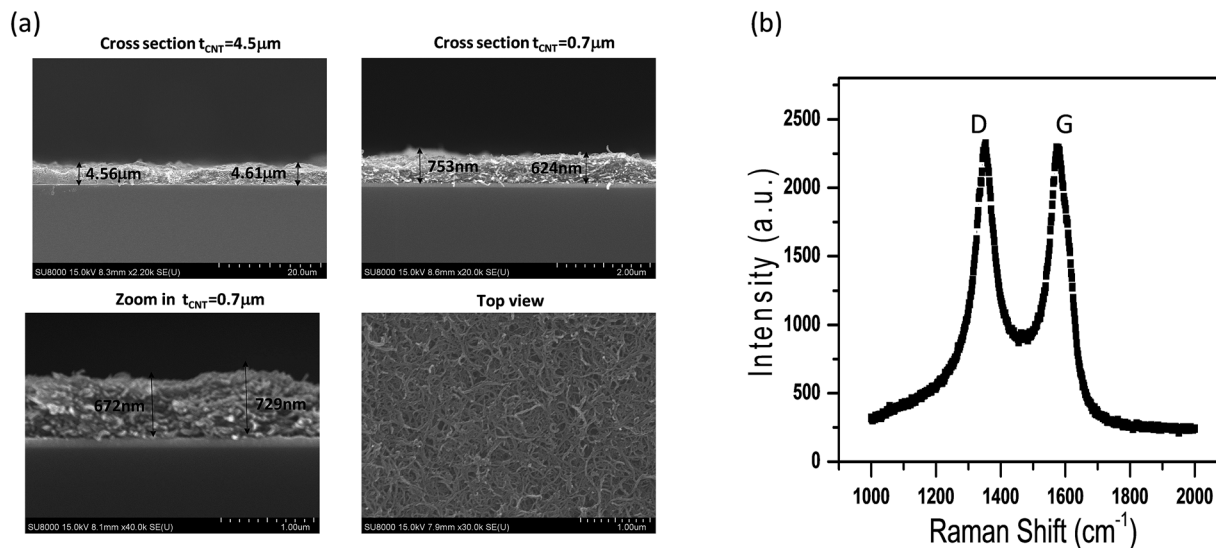 (a)
Cross section t_CNT=4.5μm
4.56μm
4.61μm
SU8000 15.0kV 8.3mm x2.20k SE(U)
20.0um
Cross section t_CNT=0.7μm
753nm
624nm
SU8000 15.0kV 8.6mm x20.0k SE(U)
2.00um
Zoom in t_CNT=0.7μm
672nm
729nm
SU8000 15.0kV 8.1mm x40.0k SE(U)
1.00um
Top view
SU8000 15.0kV 7.9mm x30.0k SE(U)
1.00um
(b)
D
G
Intensity (a.u.)
2500
2000
1500
1000
500
0
1000 1200 1400 1600 1800 2000
Raman Shift (cm⁻¹)